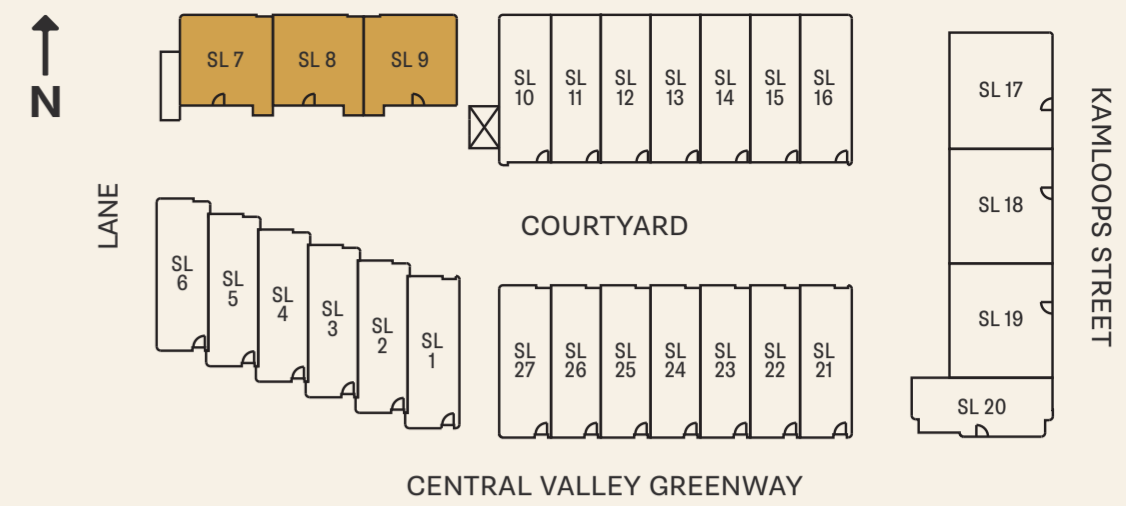 N
SL 7
SL 8
SL 9
SL
10
SL
11
SL
12
SL
13
SL
14
SL
15
SL
16
SL 17
SL 18
SL 19
SL 20
KAMLOOPS STREET
LANE
COURTYARD
SL
6
SL
5
SL
4
SL
3
SL
2
SL
1
SL
27
SL
26
SL
25
SL
24
SL
23
SL
22
SL
21
CENTRAL VALLEY GREENWAY